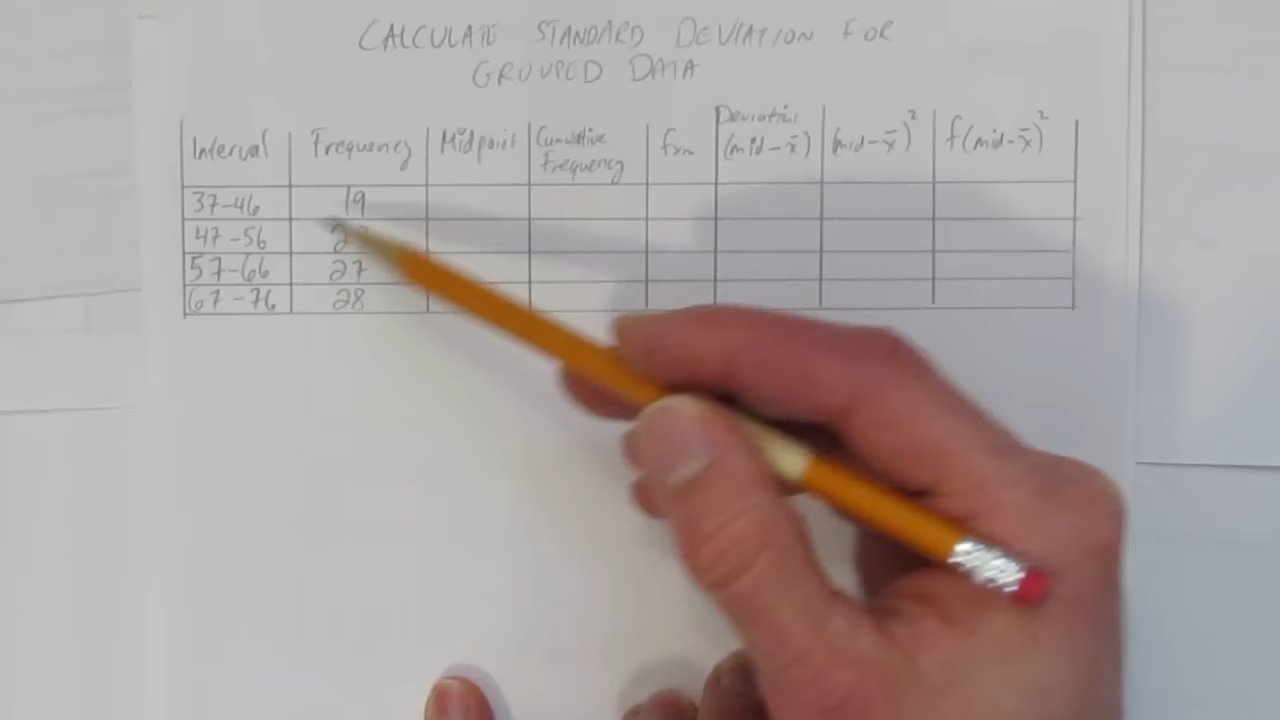 CALCULATE STANDARD DEVIATION FOR
GROUPED DATA
Interval Frequency Midpoint Cumulative Frequency fxm Deviation (mid-x̄) (mid-x̄)² f(mid-x̄)²
37-46 19
47-56
57-66 27
67-76 28